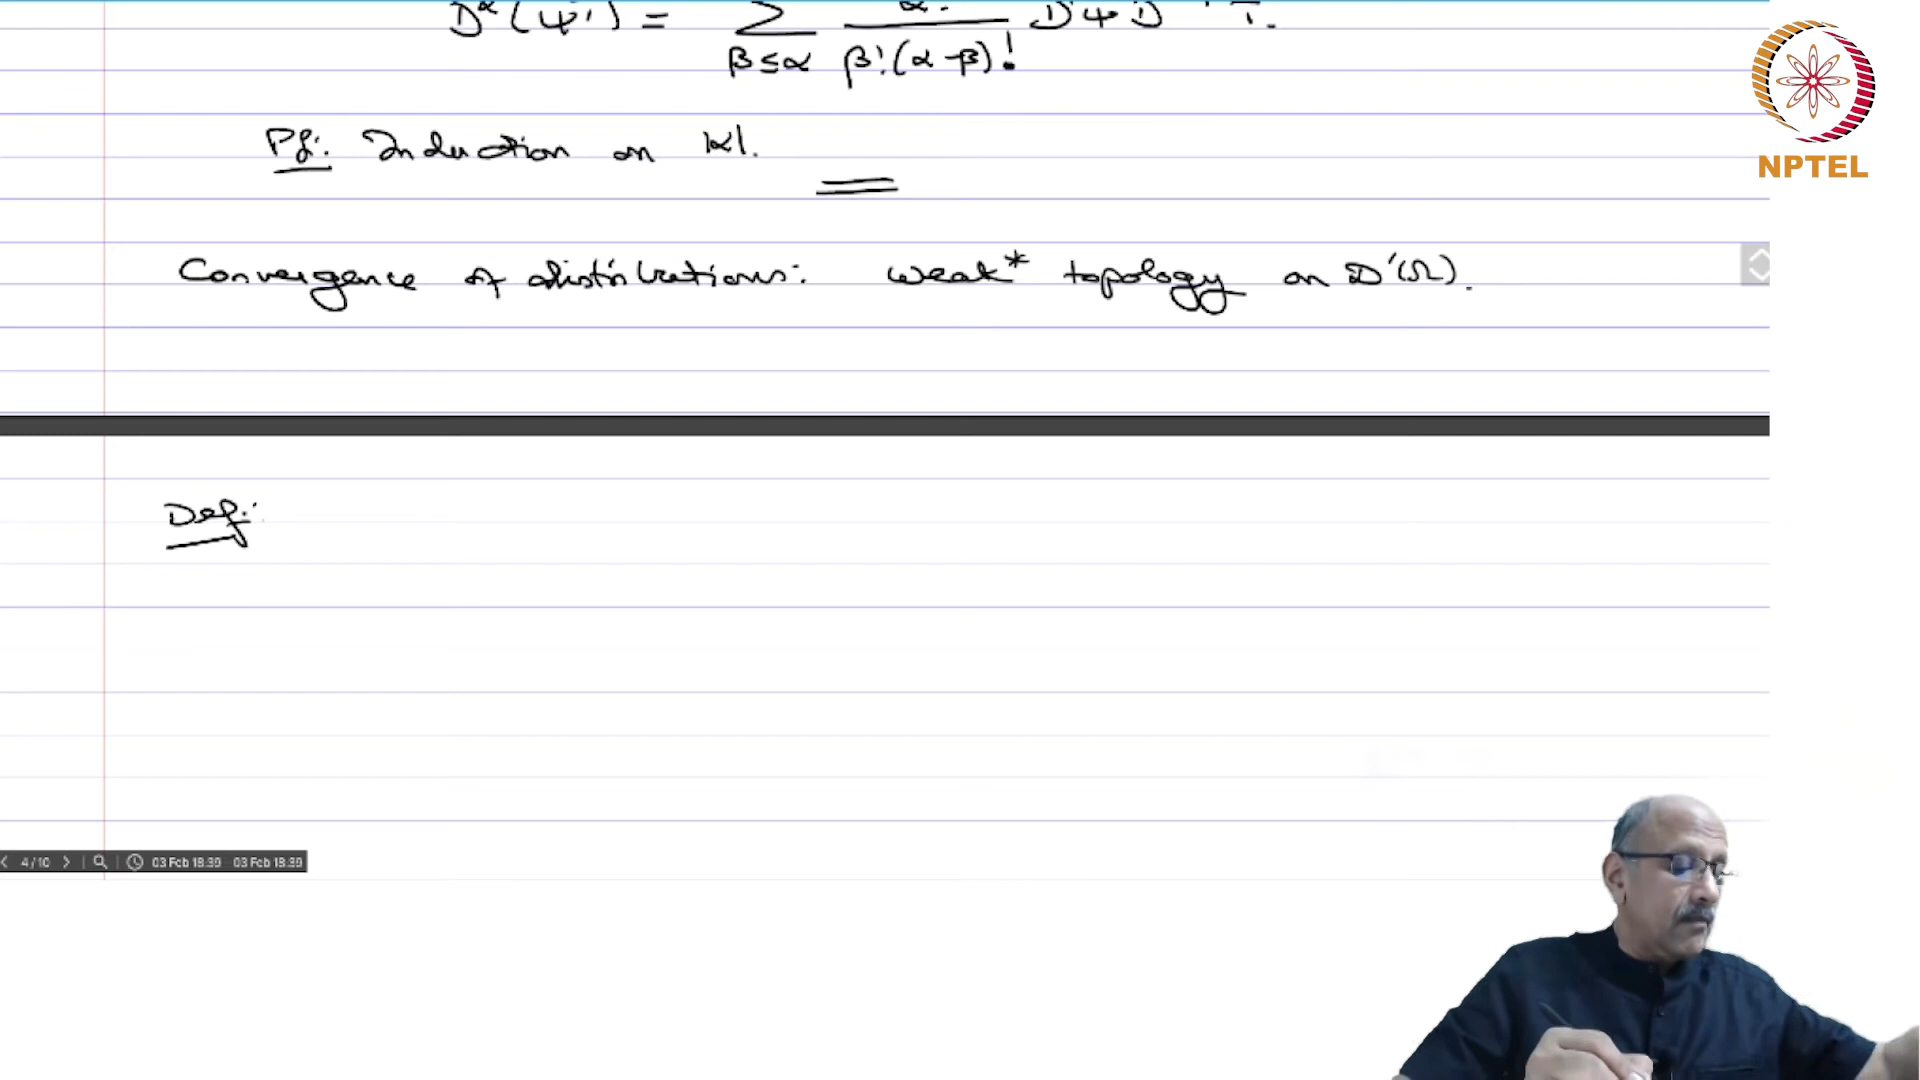 D^α(ψT) = Σ α! D ψ D T.
β≤α β!(α-β)!
NPTEL
Pf: Induction on |α|.
Convergence of distributions: weak* topology on D'(Ω).
Def:
4/10 03 Feb 18:39 03 Feb 18:39